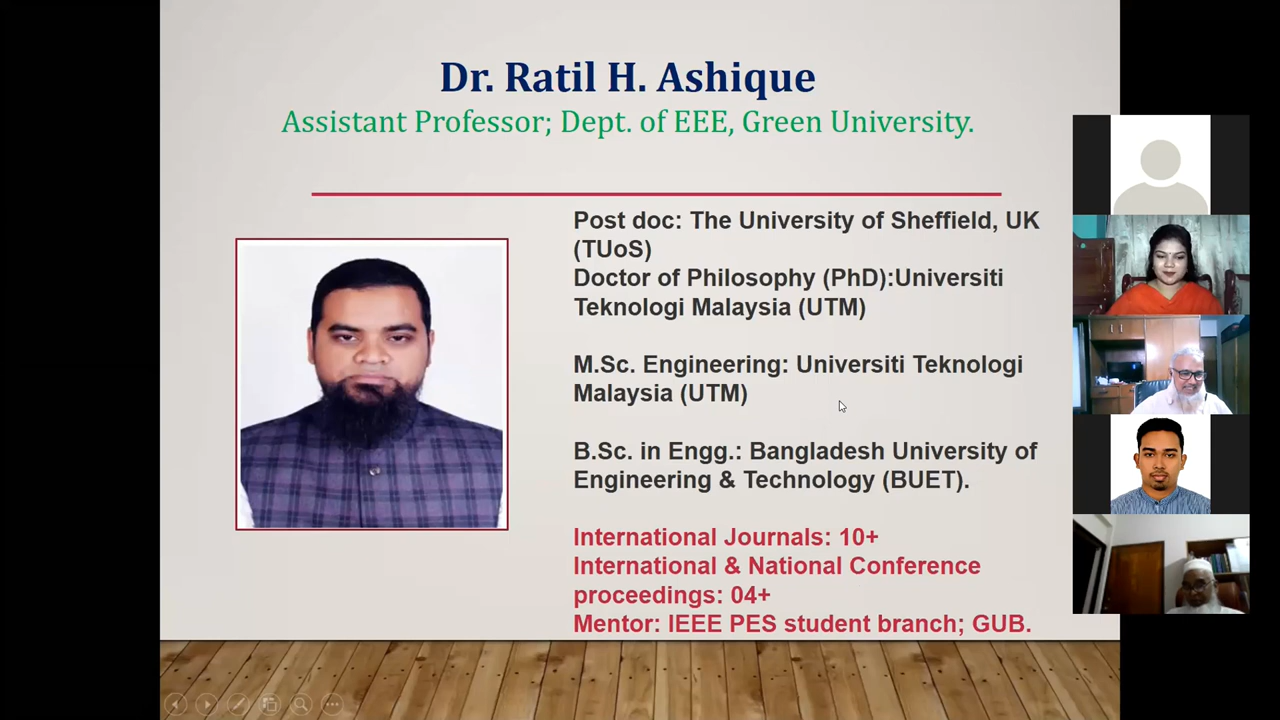 Dr. Ratil H. Ashique
Assistant Professor; Dept. of EEE, Green University.
Post doc: The University of Sheffield, UK
(TUoS)
Doctor of Philosophy (PhD):Universiti
Teknologi Malaysia (UTM)
M.Sc. Engineering: Universiti Teknologi
Malaysia (UTM)
B.Sc. in Engg.: Bangladesh University of
Engineering & Technology (BUET).
International Journals: 10+
International & National Conference
proceedings: 04+
Mentor: IEEE PES student branch; GUB.